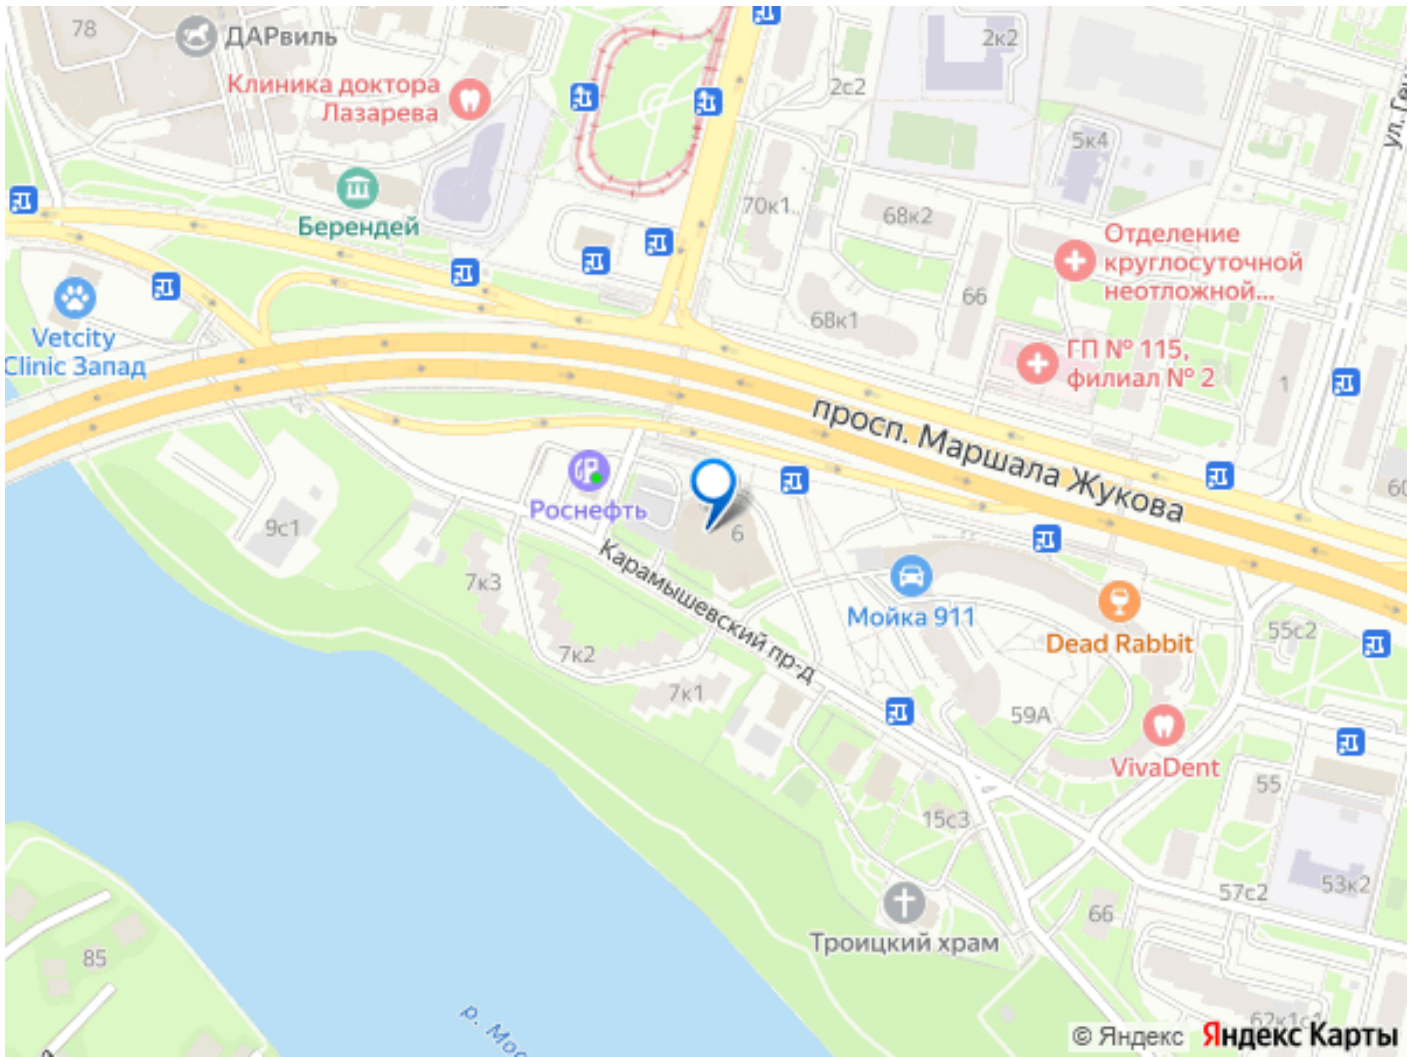 78
ДАРвиль
2к2
Клиника доктора
Лазарева
2с2
5к4
70к1
68к2
Берендей
Отделение
круглосуточной
неотложной...
66
68к1
Vetcity
Clinic Запад
ГП № 115,
филиал № 2
1
просп. Маршала Жукова
Роснефть
6
9с1
Карамышевский пр-д
7к3
Мойка 911
Dead Rabbit
55с2
7к2
7к1
59А
VivaDent
55
15с3
53к2
57с2
66
Троицкий храм
85
62к1с1
© Яндекс Яндекс Карты